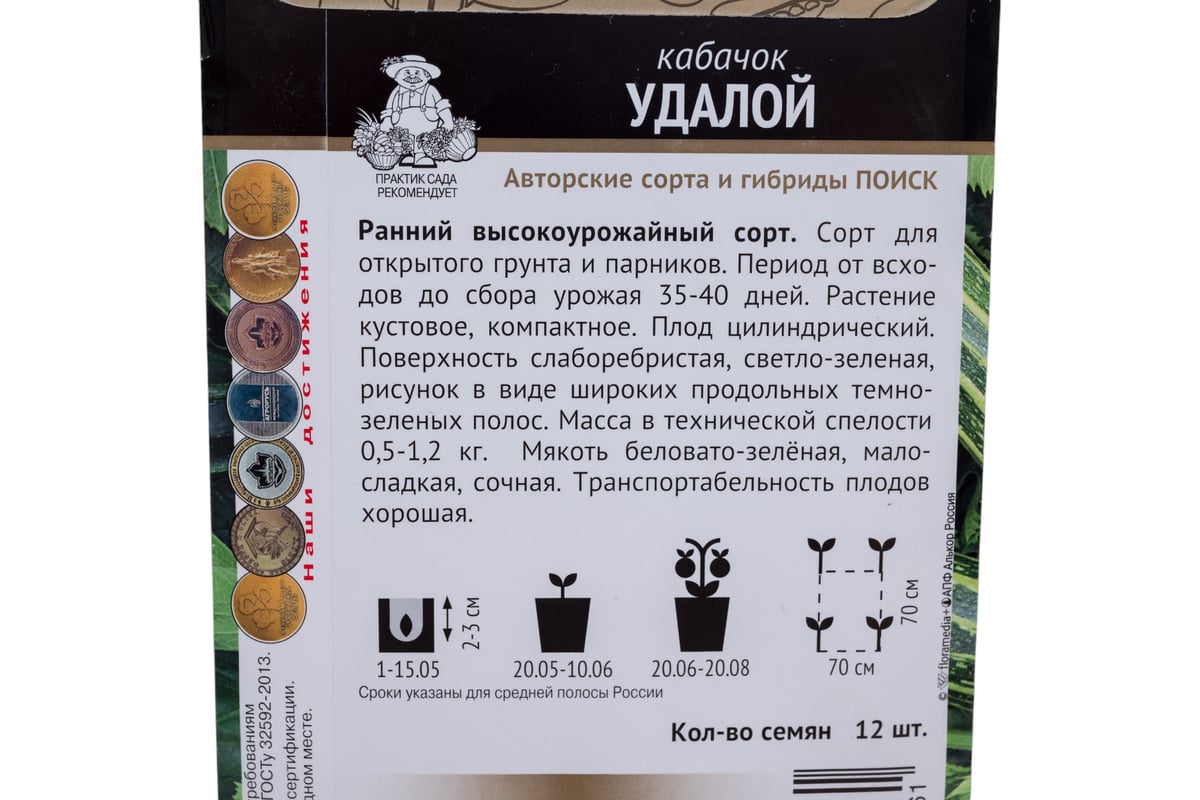 кабачок
УДАЛОЙ
ПРАКТИК САДА
РЕКОМЕНДУЕТ
Авторские сорта и гибриды ПОИСК
Ранний высокоурожайный сорт. Сорт для
открытого грунта и парников. Период от всхо-
дов до сбора урожая 35-40 дней. Растение
кустовое, компактное. Плод цилиндрический.
Поверхность слаборебристая, светло-зеленая,
рисунок в виде широких продольных темно-
зеленых полос. Масса в технической спелости
0,5-1,2 кг. Мякоть беловато-зелёная, мало-
сладкая, сочная. Транспортабельность плодов
хорошая.
2-3 см
1-15.05
20.05-10.06
20.06-20.08
70 см
70 см
Сроки указаны для средней полосы России
Кол-во семян 12 шт.
наши достижения
АГРОРУСЬ
ребованиям
ГОСТу 32592-2013.
сертификации.
дном месте.
© floramedia+ АПФ Алькор Россия